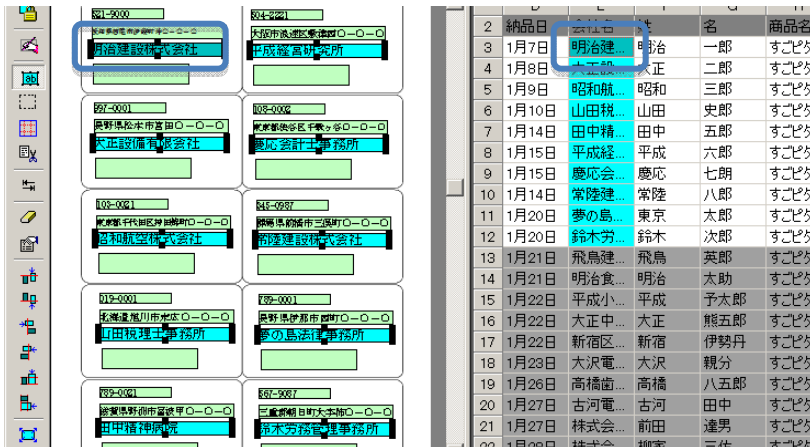 521-9000
明治建設株式会社
504-2221
平成経営研究所
397-0001
長野県松本市宮田〇-〇-〇
大正設備有限会社
108-0002
慶応会計士事務所
103-0021
昭和航空株式会社
345-0987
常陸建設株式会社
019-0001
山田税理士事務所
789-0001
夢の島法律事務所
789-0021
田中精神病院
567-9087
鈴木労務管理事務所
2 納品日 会社名 姓 名 商品名
3 1月7日 明治建... 明治 一郎 すごピ
4 1月8日 大正設... 大正 二郎 すごピ
5 1月9日 昭和航... 昭和 三郎 すごピ
6 1月10日 山田税... 山田 史郎 すごピ
7 1月14日 田中精... 田中 五郎 すごピ
8 1月15日 平成経... 平成 六郎 すごピ
9 1月15日 慶応会... 慶応 七朗 すごピ
10 1月14日 常陸建... 常陸 八郎 すごピ
11 1月20日 夢の島... 東京 太郎 すごピ
12 1月20日 鈴木労... 鈴木 次郎 すごピ
13 1月21日 飛鳥建... 飛鳥 英郎 すごピ
14 1月21日 明治食... 明治 太助 すごピ
15 1月22日 平成小... 平成 予太郎 すごピ
16 1月22日 大正中... 大正 熊五郎 すごピ
17 1月22日 新宿区... 新宿 伊勢丹 すごピ
18 1月23日 大沢電... 大沢 親分 すごピ
19 1月26日 高橋歯... 高橋 八五郎 すごピ
20 1月27日 古河電... 古河 田中 すごピ
21 1月27日 株式会... 前田 達男 すごピ